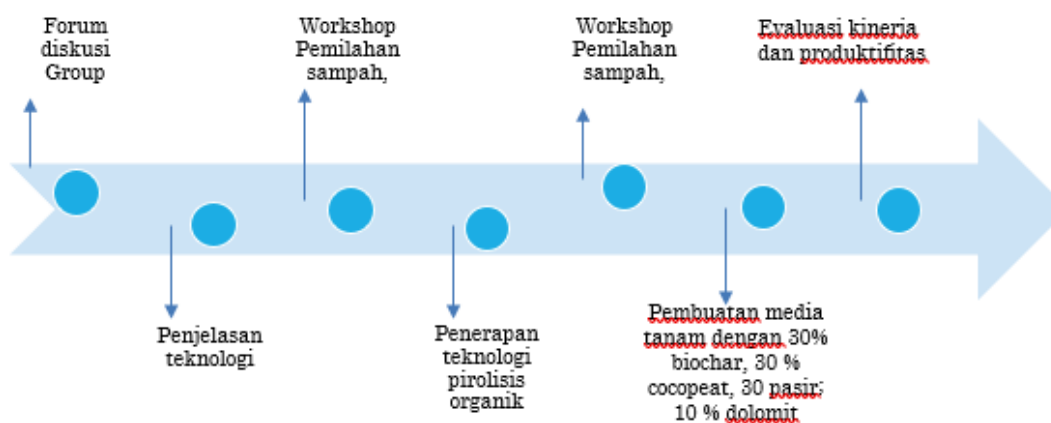 Forum
diskusi
Group
Workshop
Pemilahan
sampah,
Workshop
Pemilahan
sampah,
Evaluasi kinerja
dan produktifitas
Penjelasan
teknologi
Penerapan
teknologi
pirolisis
organik
Pembuatan media
tanam dengan 30%
biochar, 30 %
cocopeat, 30 pasir;
10 % dolomit